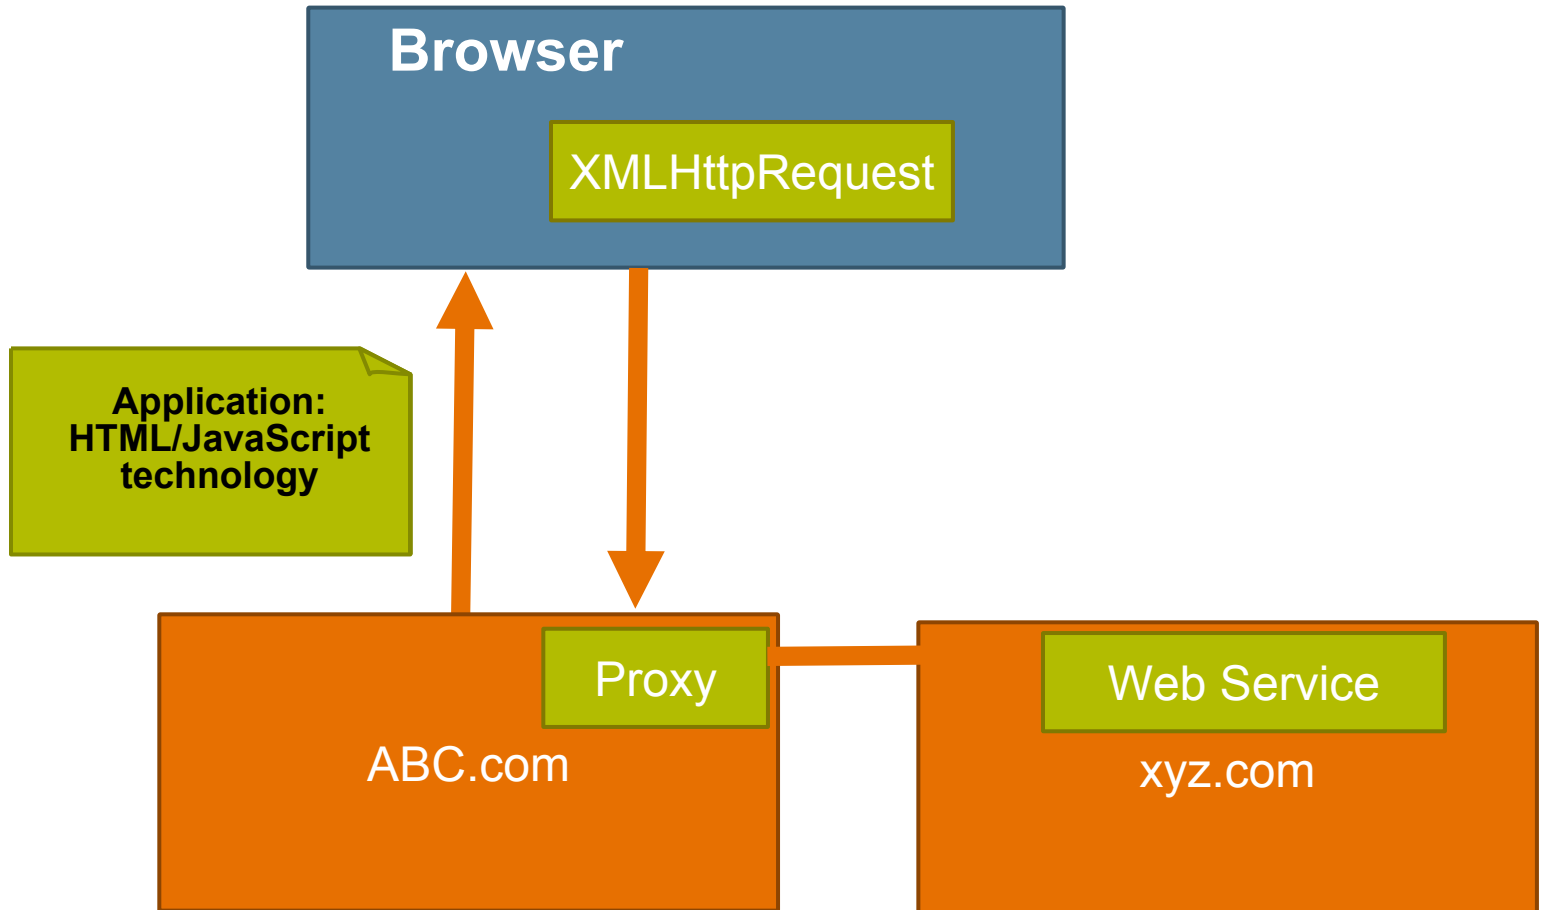 Browser
XMLHttpRequest
Application:
HTML/JavaScript
technology
Proxy
Web Service
ABC.com
xyz.com